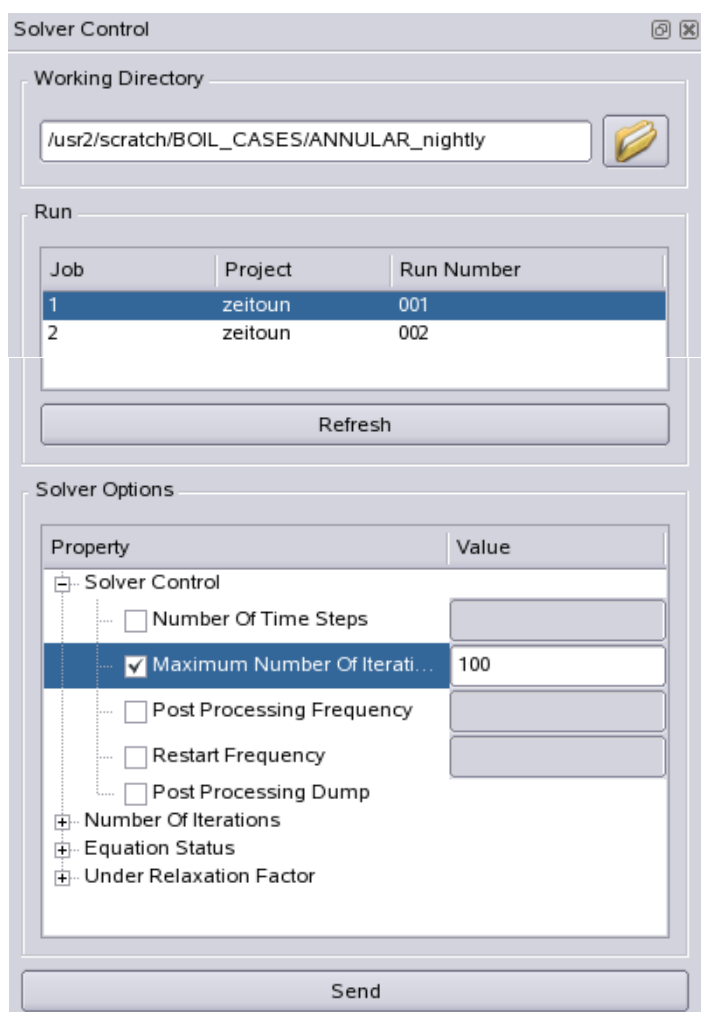 Solver Control
Working Directory
/usr2/scratch/BOIL_CASES/ANNULAR_nightly
Run
Job Project Run Number
1 zeitoun 001
2 zeitoun 002
Refresh
Solver Options
Property Value
Solver Control
Number Of Time Steps
Maximum Number Of Iterati... 100
Post Processing Frequency
Restart Frequency
Post Processing Dump
Number Of Iterations
Equation Status
Under Relaxation Factor
Send